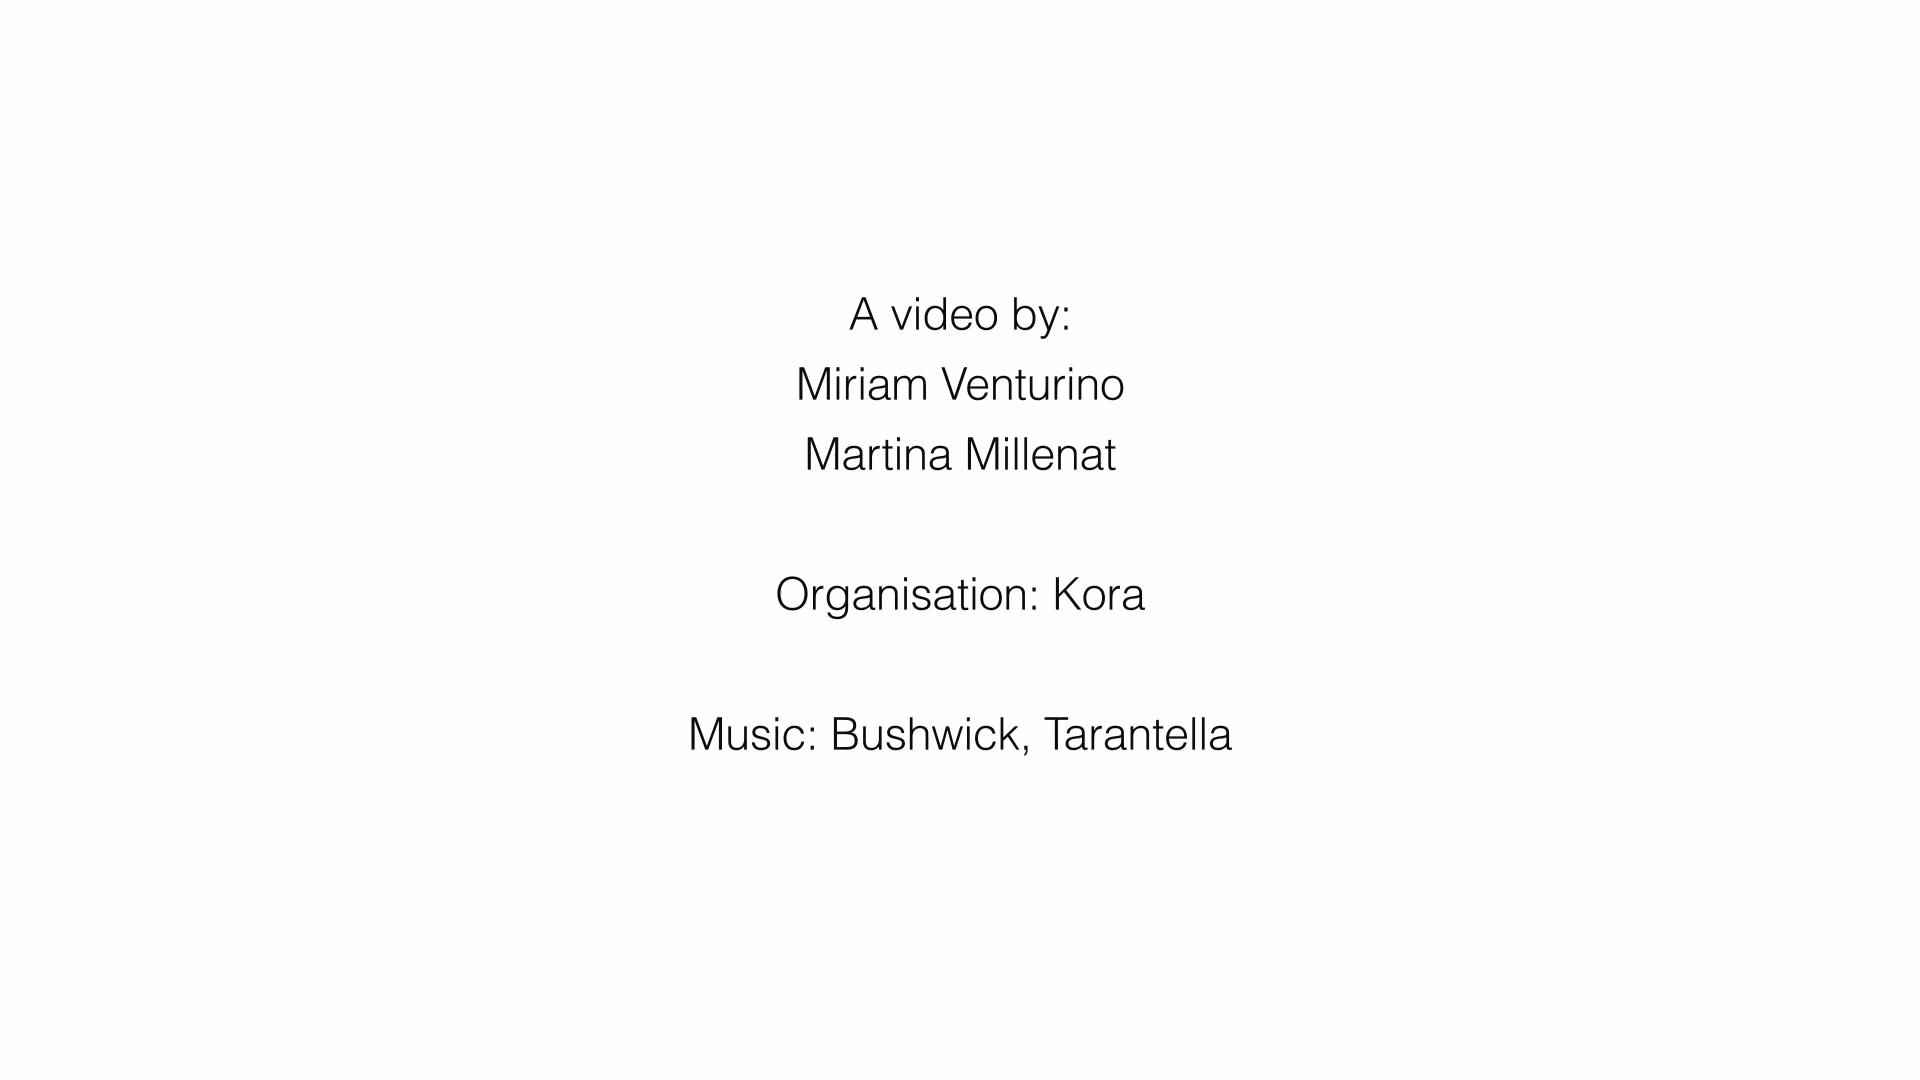 A video by:
Miriam Venturino
Martina Millenat
Organisation: Kora
Music: Bushwick, Tarantella